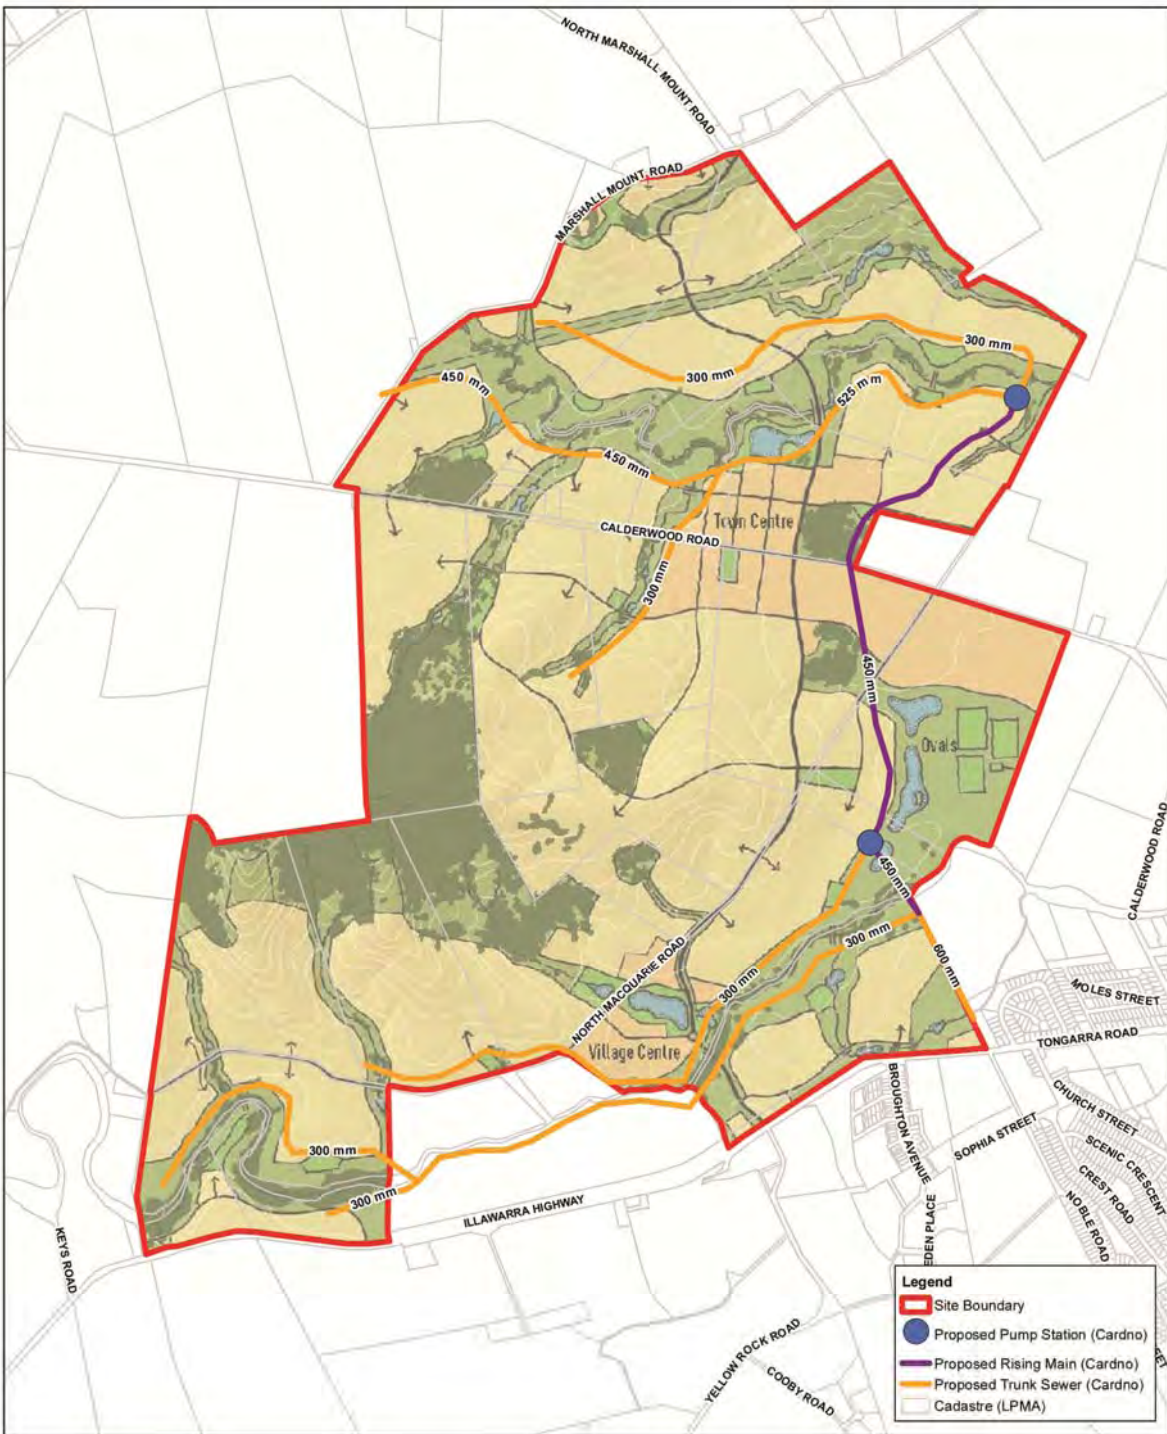 NORTH MARSHALL MOUNT ROAD
MARSHALL MOUNT ROAD
300 mm
450 mm
300 mm
525 mm
450 mm
Town Centre
CALDERWOOD ROAD
300 mm
450 mm
Ovals
CALDERWOOD ROAD
450 mm
300 mm
600 mm
NORTH MACQUARIE ROAD
300 mm
MOLES STREET
TONGARRA ROAD
Village Centre
BROUGHTON AVENUE
CHURCH STREET
SOPHIA STREET
SCENIC CRESCENT
300 mm
CREST ROAD
300 mm
NOBLE ROAD
ILLAWARRA HIGHWAY
KEYS ROAD
EDEN PLACE
YELLOW ROCK ROAD
COOBY ROAD
Legend
Site Boundary
Proposed Pump Station (Cardno)
Proposed Rising Main (Cardno)
Proposed Trunk Sewer (Cardno)
Cadastre (LPMA)